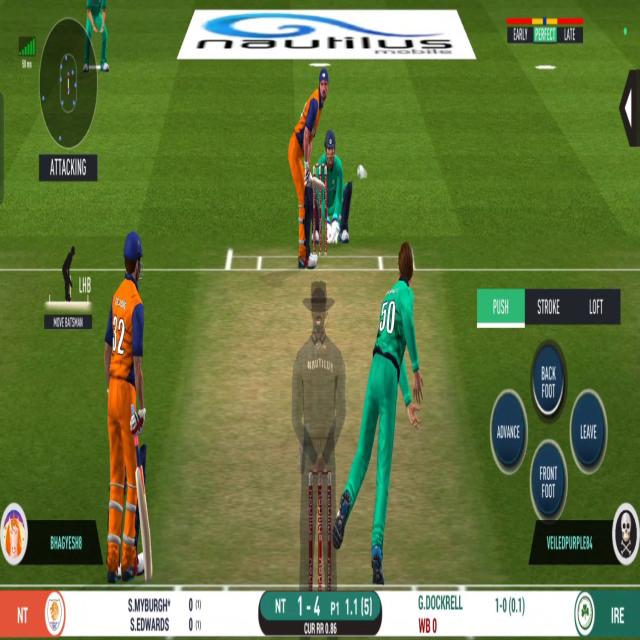 nautilus
mobile
EARLY PERFECT LATE
50 ms
ATTACKING
LHB
MOVE BATSMAN
32
50
NAUTILUS
PUSH STROKE LOFT
BACK FOOT
ADVANCE
LEAVE
FRONT FOOT
BHAGYESH8
VEILEDPURPLE84
NT
S.MYBURGH* 0 (1)
S.EDWARDS 0 (1)
NT 1-4 P1 1.1 (5)
CUR RR 0.86
G.DOCKRELL 1-0 (0.1)
WB 0
IRE